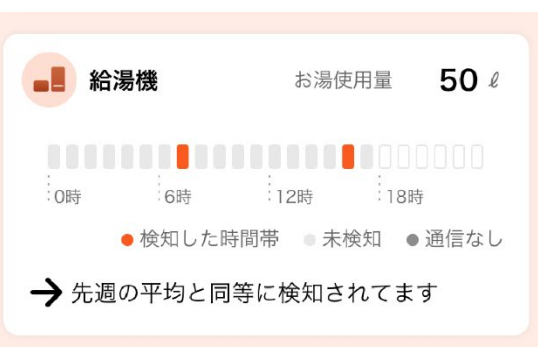 給湯機 お湯使用量 50 ℓ
0時 6時 12時 18時
検知した時間帯 未検知 通信なし
→ 先週の平均と同等に検知されてます